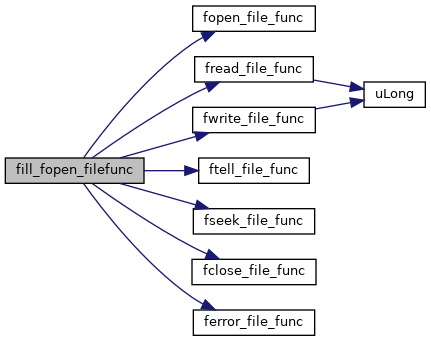 fopen_file_func
fread_file_func
uLong
fwrite_file_func
fill_fopen_filefunc
ftell_file_func
fseek_file_func
fclose_file_func
ferror_file_func